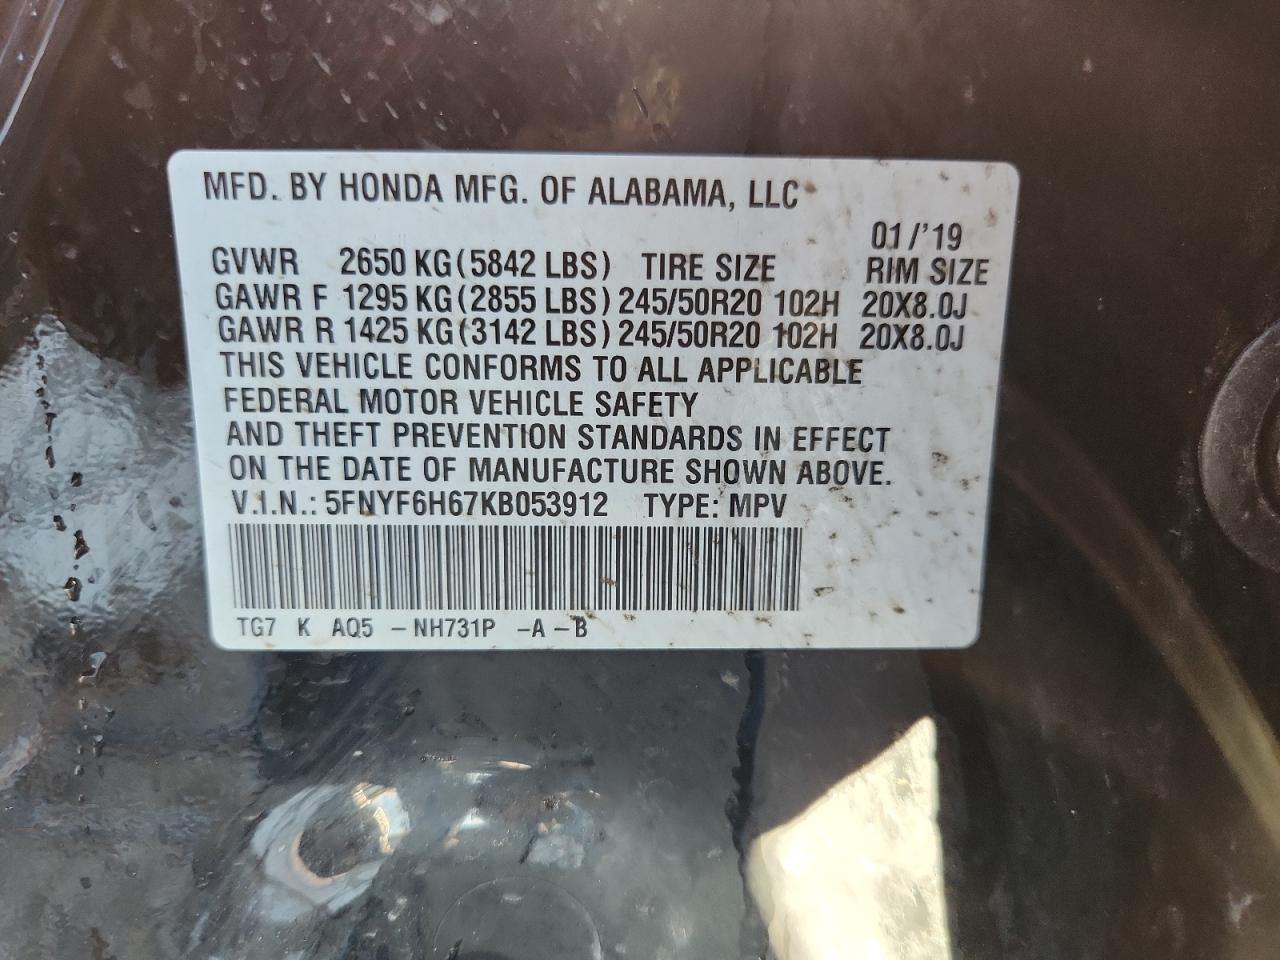 MFD. BY HONDA MFG. OF ALABAMA, LLC
01/'19
GVWR 2650 KG(5842 LBS) TIRE SIZE RIM SIZE
GAWR F 1295 KG(2855 LBS) 245/50R20 102H 20X8.0J
GAWR R 1425 KG(3142 LBS) 245/50R20 102H 20X8.0J
THIS VEHICLE CONFORMS TO ALL APPLICABLE
FEDERAL MOTOR VEHICLE SAFETY
AND THEFT PREVENTION STANDARDS IN EFFECT
ON THE DATE OF MANUFACTURE SHOWN ABOVE.
V.I.N.: 5FNYF6H67KB053912 TYPE: MPV
TG7 K AQ5 -NH731P -A -B